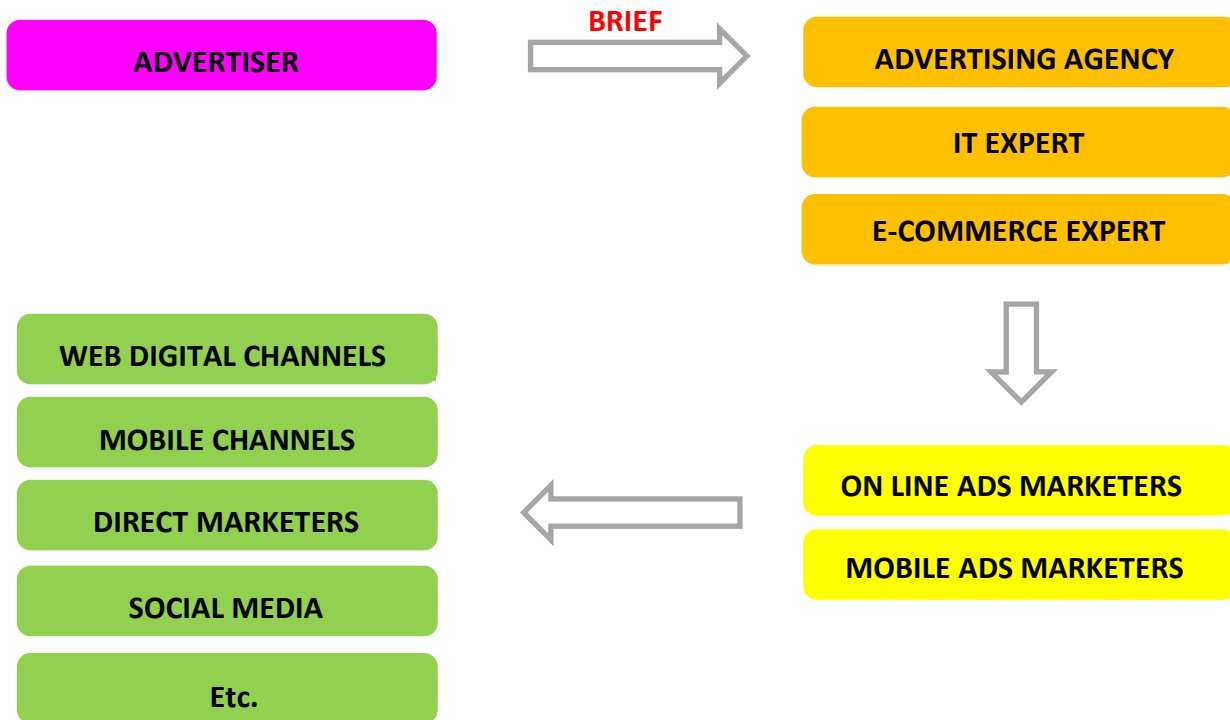 BRIEF
ADVERTISER
ADVERTISING AGENCY
IT EXPERT
E-COMMERCE EXPERT
WEB DIGITAL CHANNELS
MOBILE CHANNELS
DIRECT MARKETERS
SOCIAL MEDIA
Etc.
ON LINE ADS MARKETERS
MOBILE ADS MARKETERS